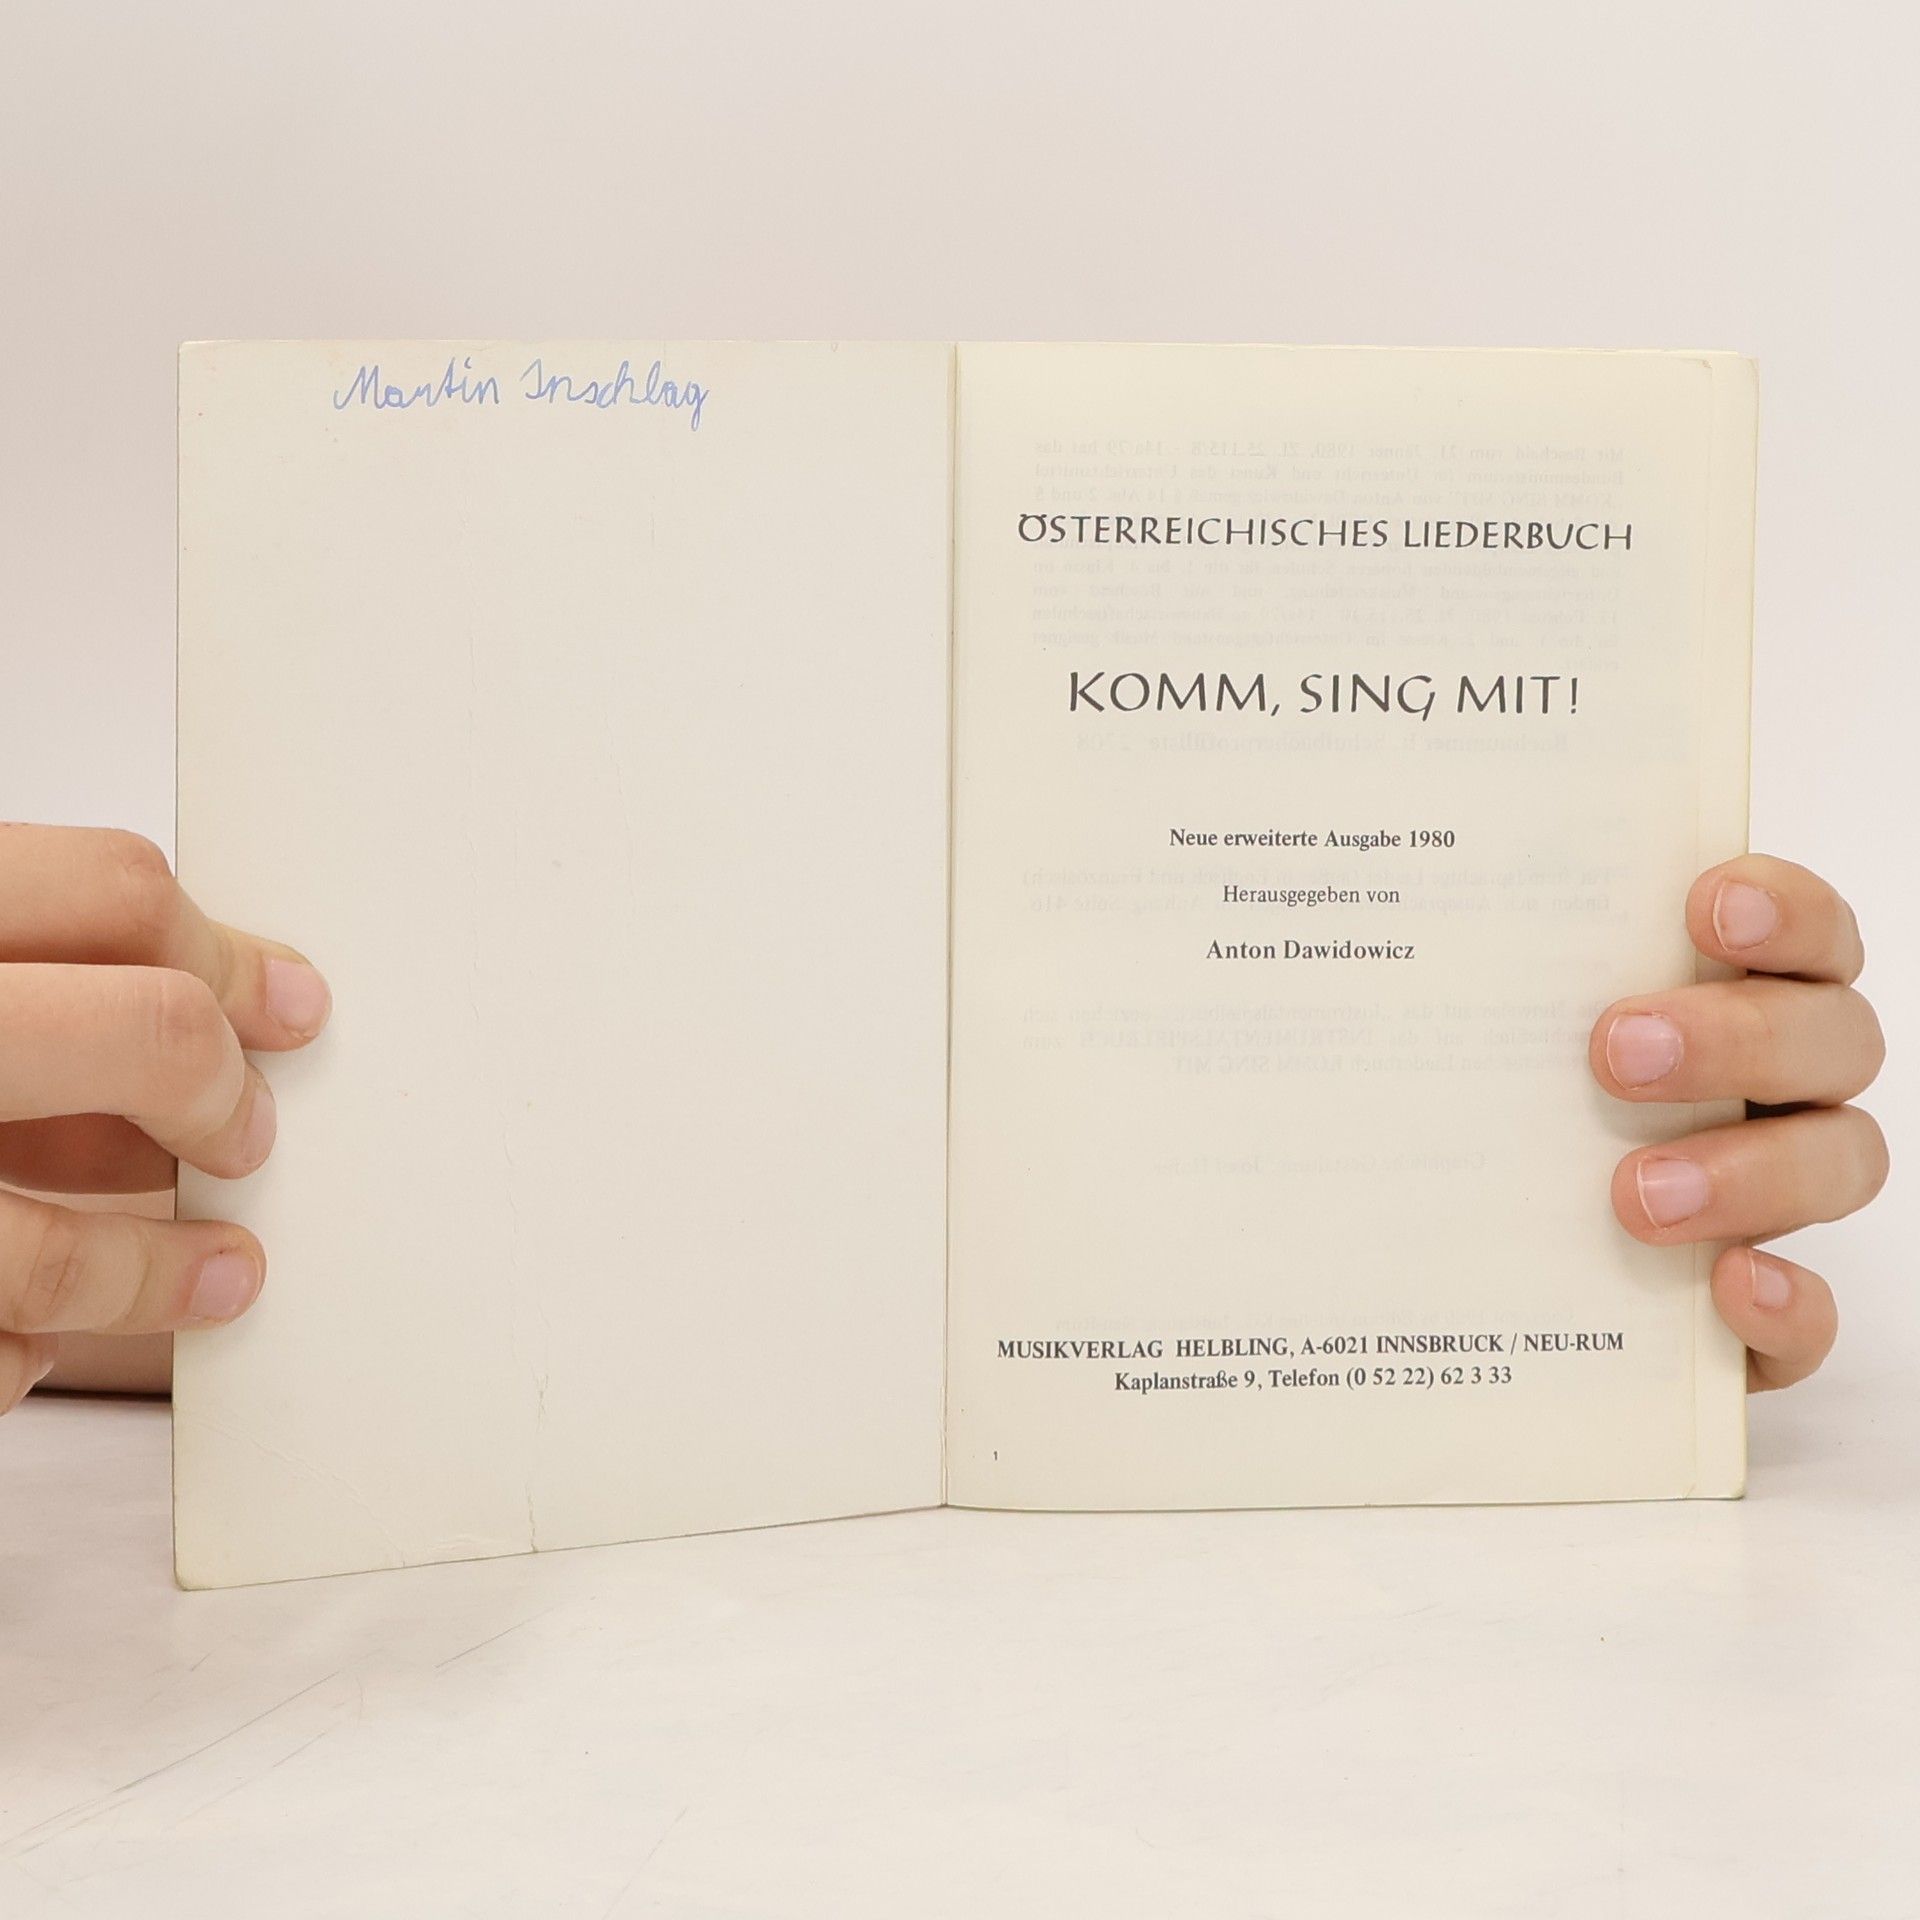 Martin Inschlag
ÖSTERREICHISCHES LIEDERBUCH
KOMM, SING MIT!
Neue erweiterte Ausgabe 1980
Herausgegeben von
Anton Dawidowicz
MUSIKVERLAG HELBLING, A-6021 INNSBRUCK / NEU-RUM
Kaplanstraße 9, Telefon (0 52 22) 62 3 33
1